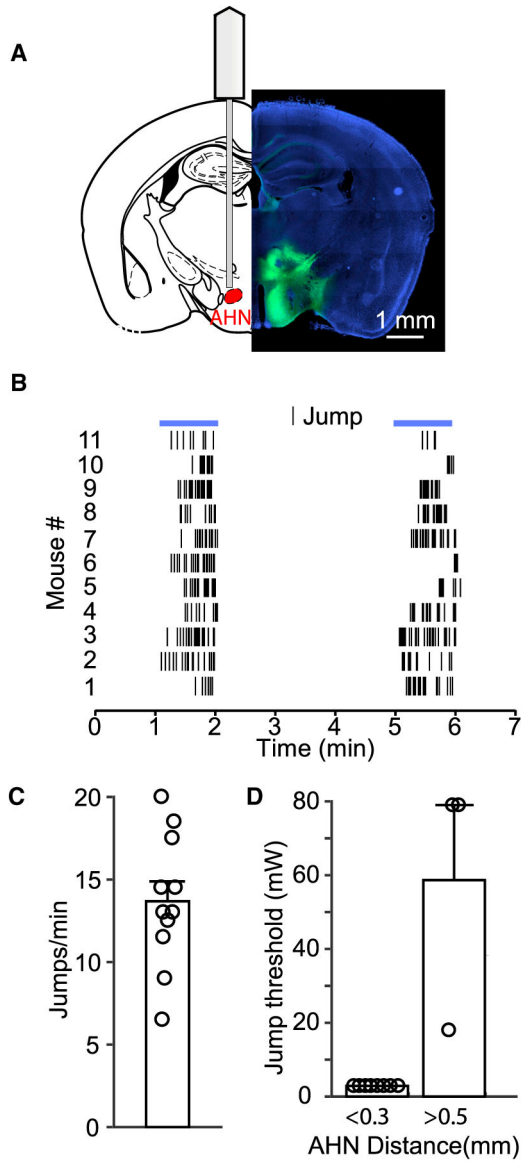 A
AHN
1 mm
B
| Jump
Mouse #
11
10
9
8
7
6
5
4
3
2
1
0 1 2 3 4 5 6 7
Time (min)
C
Jumps/min
20
15
10
5
0
D
Jump threshold (mW)
80
60
40
20
0
<0.3 >0.5
AHN Distance(mm)